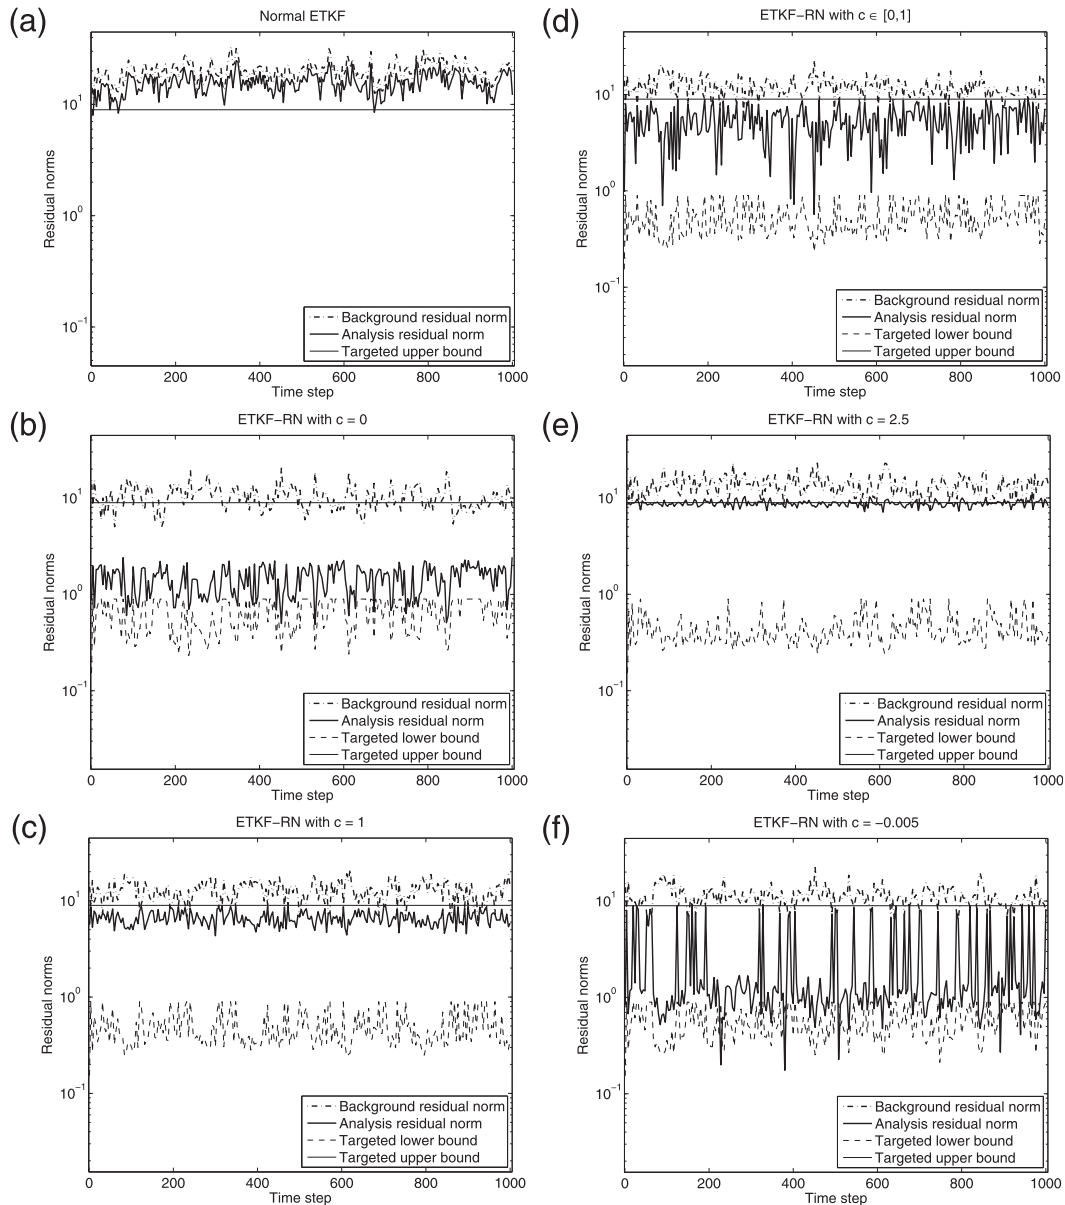 (a)
Normal ETKF
10^1
10^0
10^-1
Residual norms
0 200 400 600 800 1000
Time step
Background residual norm
Analysis residual norm
Targeted upper bound
(b)
ETKF−RN with c = 0
10^1
10^0
10^-1
Residual norms
0 200 400 600 800 1000
Time step
Background residual norm
Analysis residual norm
Targeted lower bound
Targeted upper bound
(c)
ETKF−RN with c = 1
10^1
10^0
10^-1
Residual norms
0 200 400 600 800 1000
Time step
Background residual norm
Analysis residual norm
Targeted lower bound
Targeted upper bound
(d)
ETKF−RN with c ∈ [0,1]
10^1
10^0
10^-1
Residual norms
0 200 400 600 800 1000
Time step
Background residual norm
Analysis residual norm
Targeted lower bound
Targeted upper bound
(e)
ETKF−RN with c = 2.5
10^1
10^0
10^-1
Residual norms
0 200 400 600 800 1000
Time step
Background residual norm
Analysis residual norm
Targeted lower bound
Targeted upper bound
(f)
ETKF−RN with c = −0.005
10^1
10^0
10^-1
Residual norms
0 200 400 600 800 1000
Time step
Background residual norm
Analysis residual norm
Targeted lower bound
Targeted upper bound